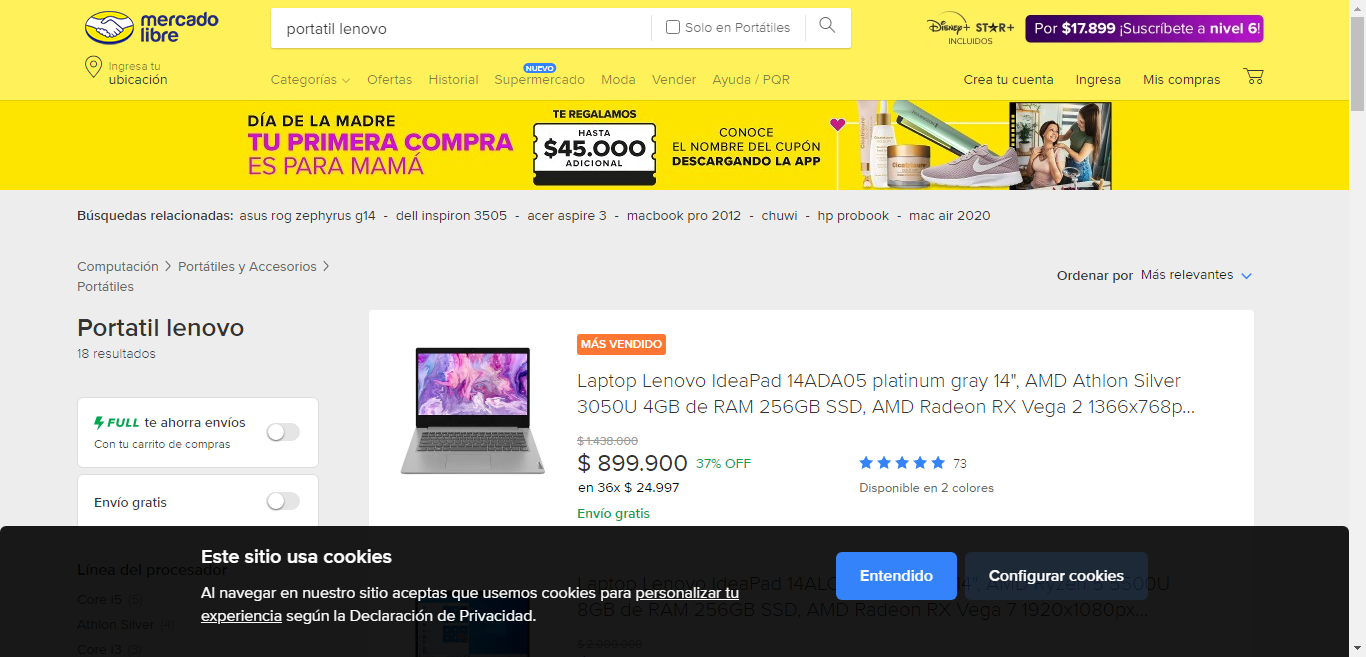 mercado
libre
portatil lenovo
Solo en Portátiles
Disney+ STAR+
INCLUIDOS
Por $17.899 ¡Suscríbete a nivel 6!
Ingresa tu
ubicación
Categorías
Ofertas
Historial
NUEVO
Supermercado
Moda
Vender
Ayuda / PQR
Crea tu cuenta
Ingresa
Mis compras
DÍA DE LA MADRE
TU PRIMERA COMPRA
ES PARA MAMÁ
TE REGALAMOS
HASTA
$45.000
ADICIONAL
CONOCE
EL NOMBRE DEL CUPÓN
DESCARGANDO LA APP
Búsquedas relacionadas: asus rog zephyrus g14 - dell inspiron 3505 - acer aspire 3 - macbook pro 2012 - chuwi - hp probook - mac air 2020
Computación > Portátiles y Accesorios >
Portátiles
Ordenar por Más relevantes
Portatil lenovo
18 resultados
FULL te ahorra envíos
Con tu carrito de compras
Envío gratis
MÁS VENDIDO
Laptop Lenovo IdeaPad 14ADA05 platinum gray 14", AMD Athlon Silver
3050U 4GB de RAM 256GB SSD, AMD Radeon RX Vega 2 1366x768p...
$ 1.438.000
$ 899.900 37% OFF
en 36x $ 24.997
Envío gratis
73
Disponible en 2 colores
Línea del procesador
Core i5 (5)
Athlon Silver (4)
Core i3 (3)
Este sitio usa cookies
Al navegar en nuestro sitio aceptas que usemos cookies para personalizar tu
experiencia según la Declaración de Privacidad.
Entendido
Configurar cookies
Laptop Lenovo IdeaPad 14", AMD Ryzen
8GB de RAM 256GB SSD, AMD Radeon RX Vega 7 1920x1080px...